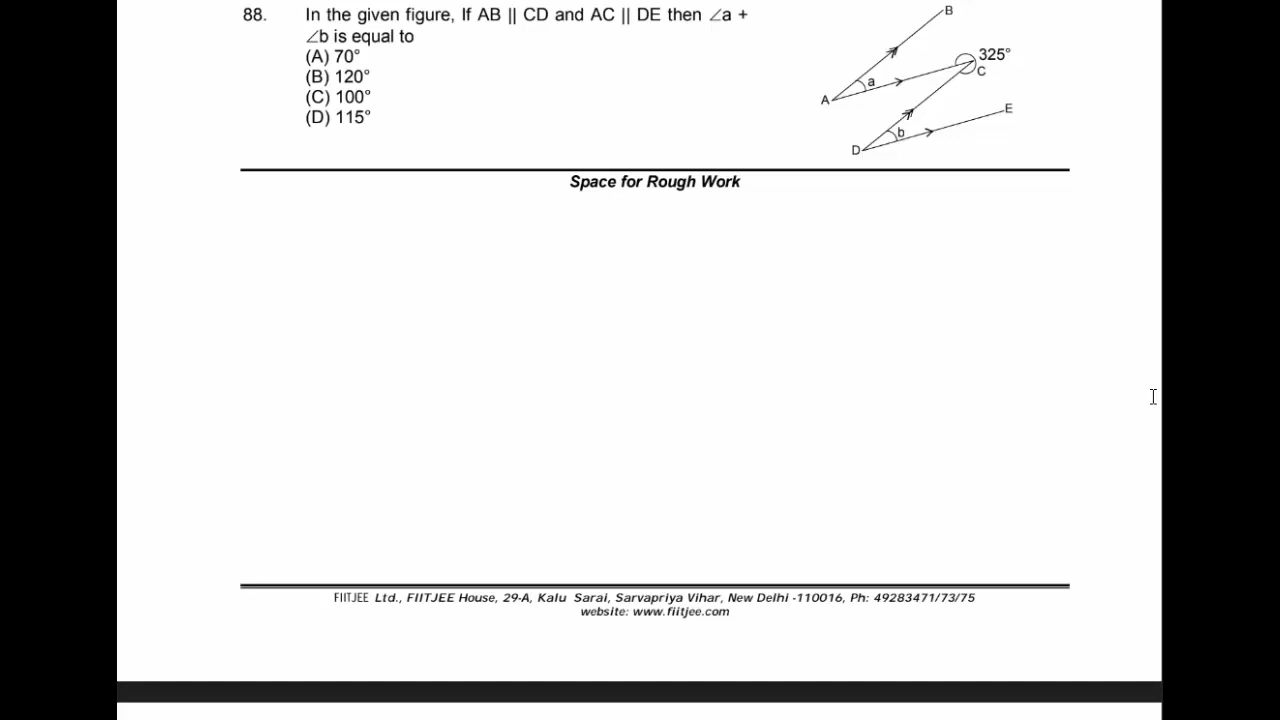 88. In the given figure, If AB || CD and AC || DE then ∠a +
∠b is equal to
(A) 70°
(B) 120°
(C) 100°
(D) 115°
B
325°
C
a
A
E
b
D
Space for Rough Work
FIITJEE Ltd., FIITJEE House, 29-A, Kalu Sarai, Sarvapriya Vihar, New Delhi -110016, Ph: 49283471/73/75
website: www.fiitjee.com